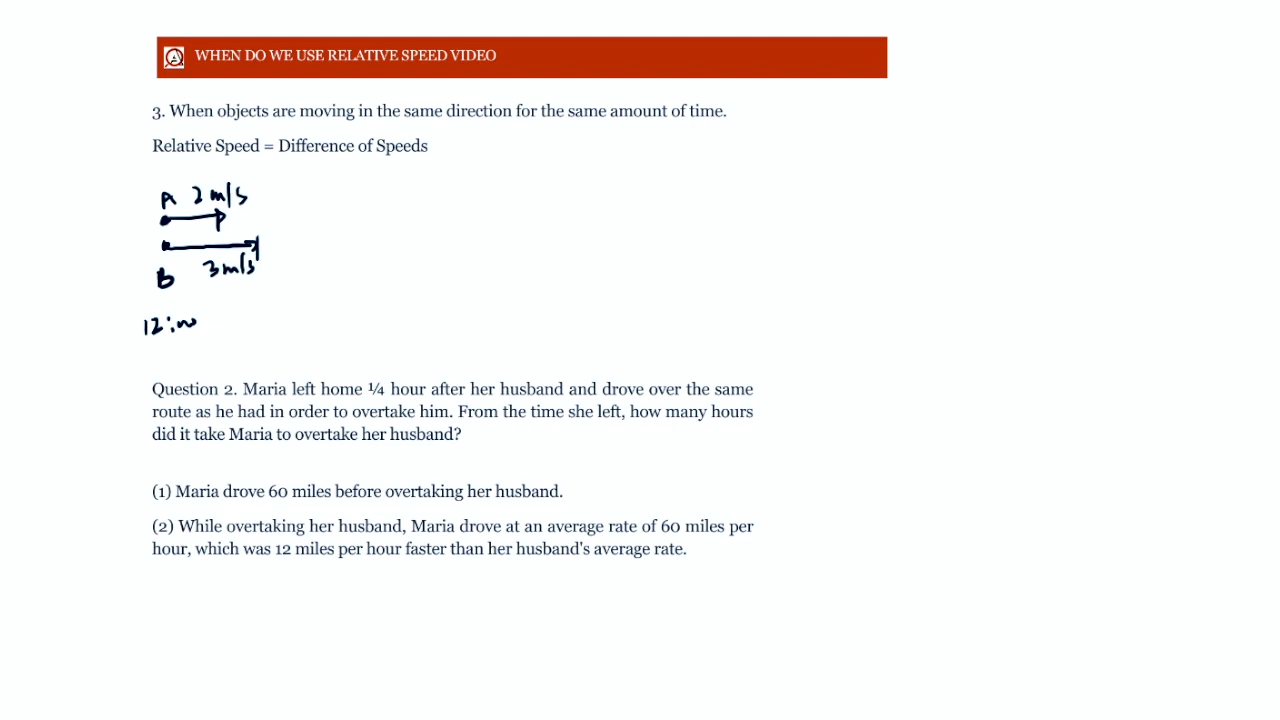 WHEN DO WE USE RELATIVE SPEED VIDEO
3. When objects are moving in the same direction for the same amount of time.
Relative Speed = Difference of Speeds
A 2 m/s
3 m/s
B
12:00
Question 2. Maria left home ¼ hour after her husband and drove over the same
route as he had in order to overtake him. From the time she left, how many hours
did it take Maria to overtake her husband?
(1) Maria drove 60 miles before overtaking her husband.
(2) While overtaking her husband, Maria drove at an average rate of 60 miles per
hour, which was 12 miles per hour faster than her husband's average rate.